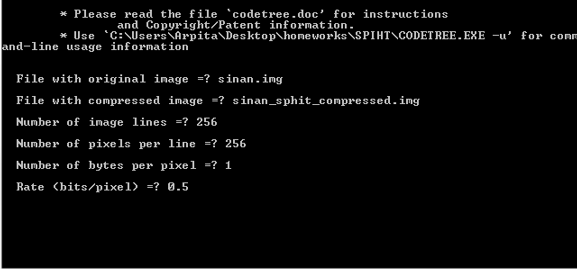 * Please read the file `codetree.doc' for instructions
and Copyright/Patent information.
* Use `C:\Users\Arpita\Desktop\homeworks\SPIHT\CODETREE.EXE -u' for comm
and-line usage information
File with original image =? sinan.img
File with compressed image =? sinan_sphit_compressed.img
Number of image lines =? 256
Number of pixels per line =? 256
Number of bytes per pixel =? 1
Rate (bits/pixel) =? 0.5